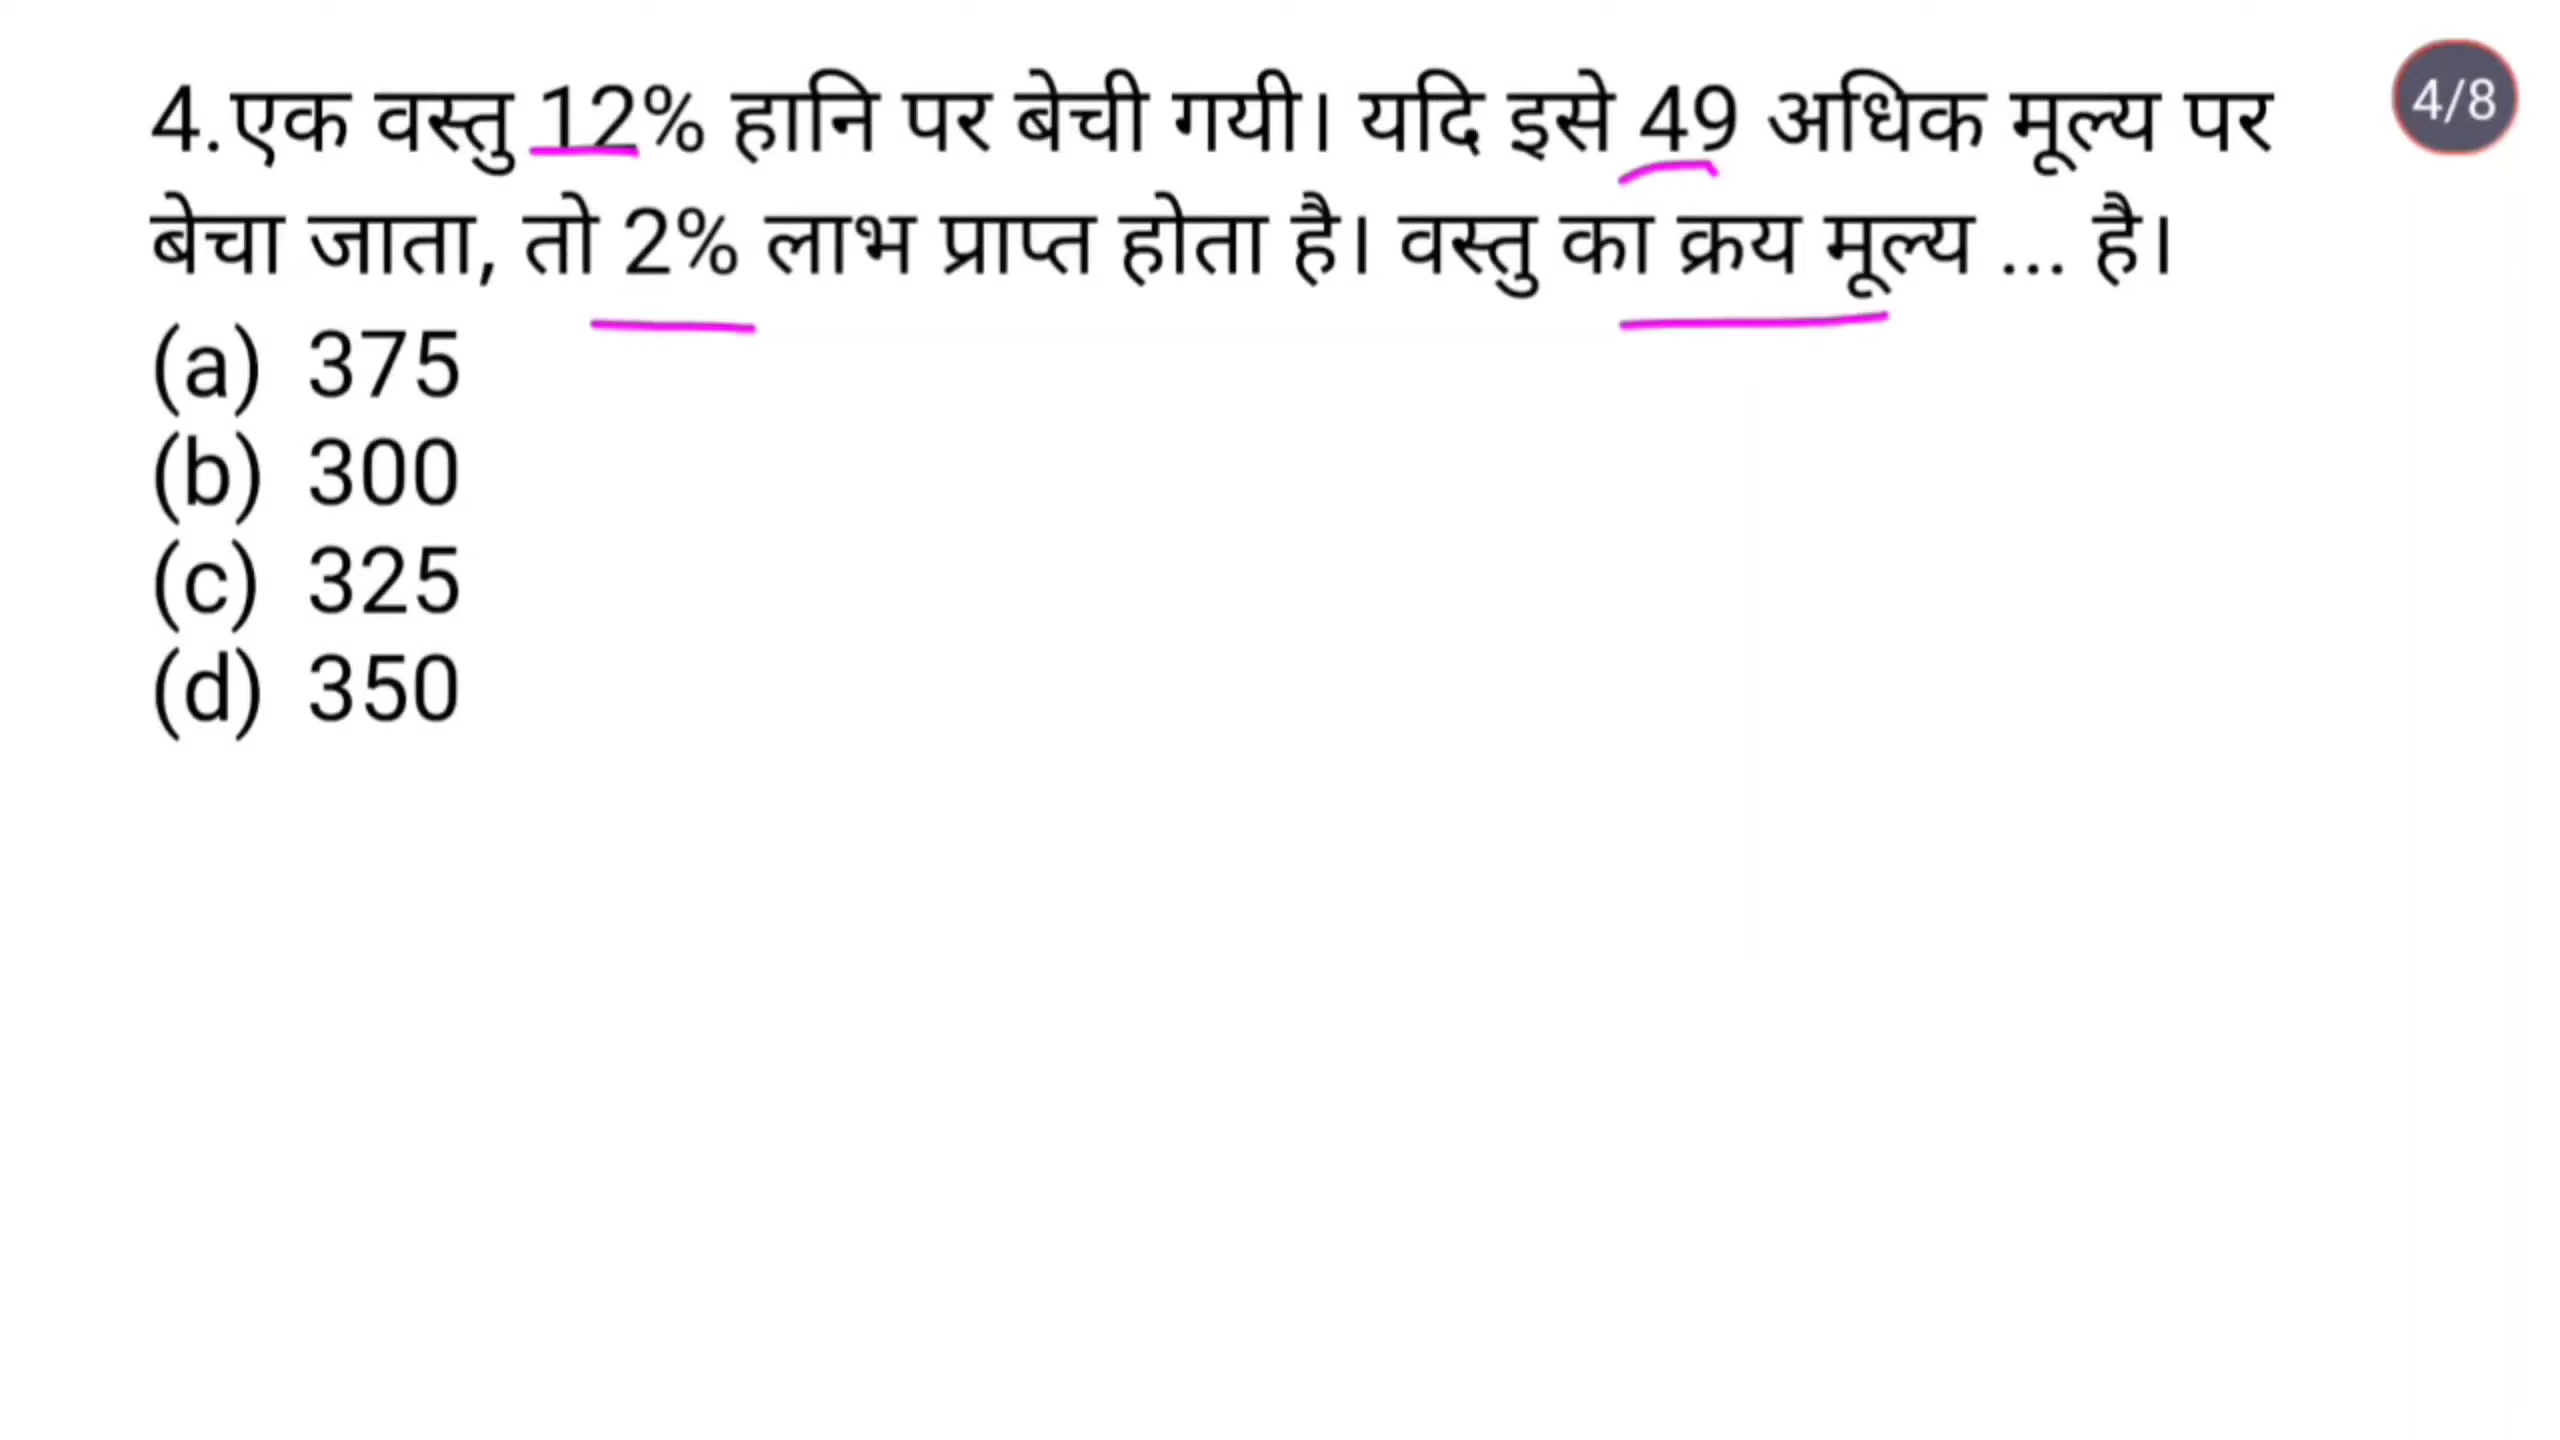 4.एक वस्तु 12% हानि पर बेची गयी। यदि इसे 49 अधिक मूल्य पर
4/8
बेचा जाता, तो 2% लाभ प्राप्त होता है। वस्तु का क्रय मूल्य ... है।
(a) 375
(b) 300
(c) 325
(d) 350